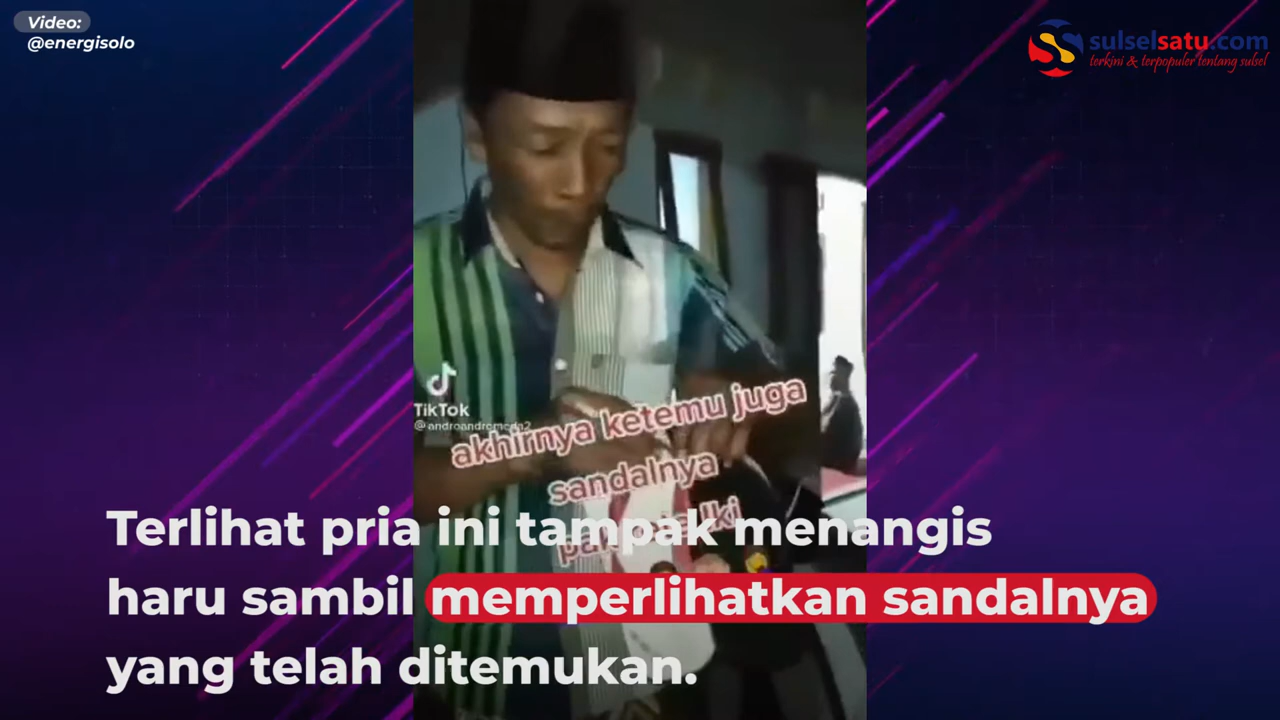 Video:
@energisolo
sulselsatu.com
terkini & terpopuler tentang sulsel
TikTok
@androandromeda2
akhirnya ketemu juga
sandalnya
Terlihat pria ini tampak menangis
haru sambil memperlihatkan sandalnya
yang telah ditemukan.